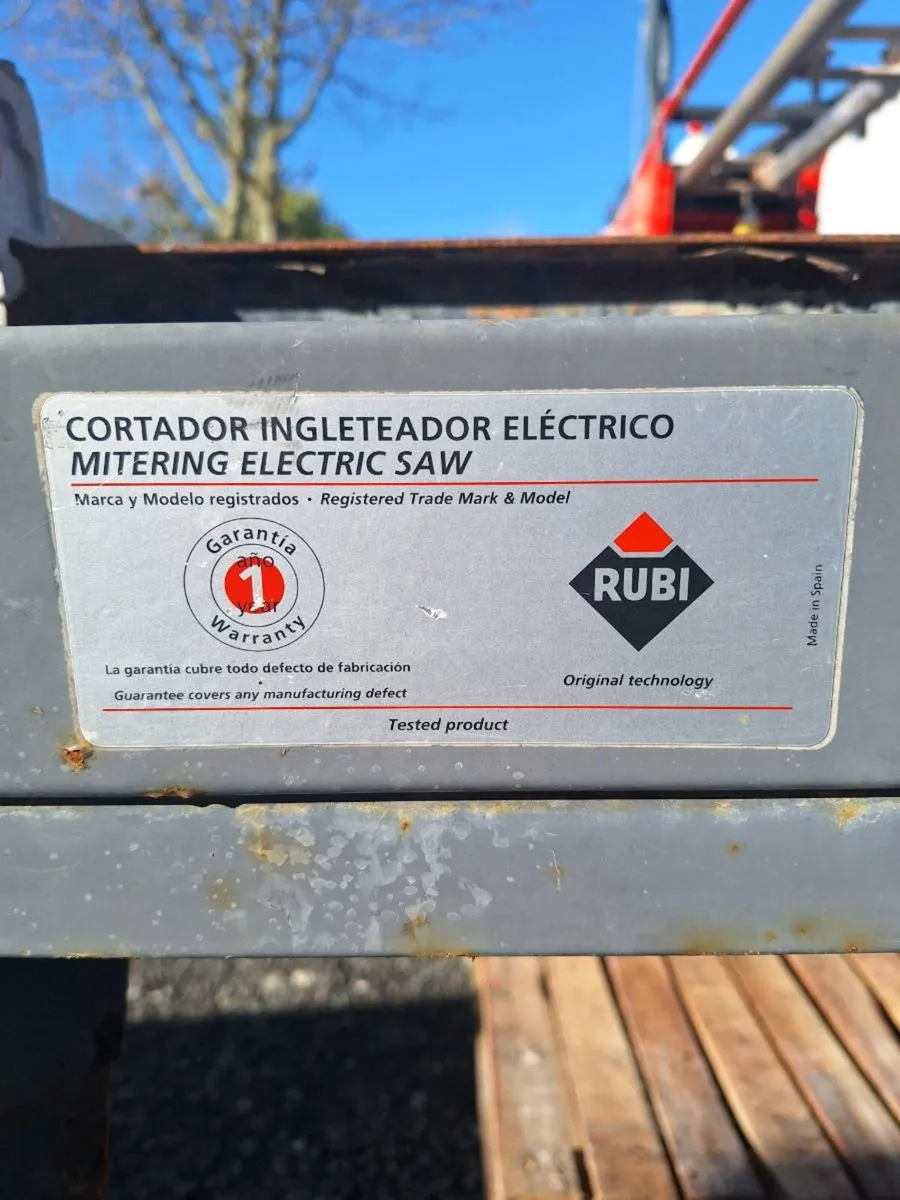 CORTADOR INGLETEADOR ELÉCTRICO
MITERING ELECTRIC SAW
Marca y Modelo registrados • Registered Trade Mark & Model
Garantía
año
1
year
Warranty
RUBI
Made in Spain
La garantía cubre todo defecto de fabricación
•
Guarantee covers any manufacturing defect
Original technology
Tested product